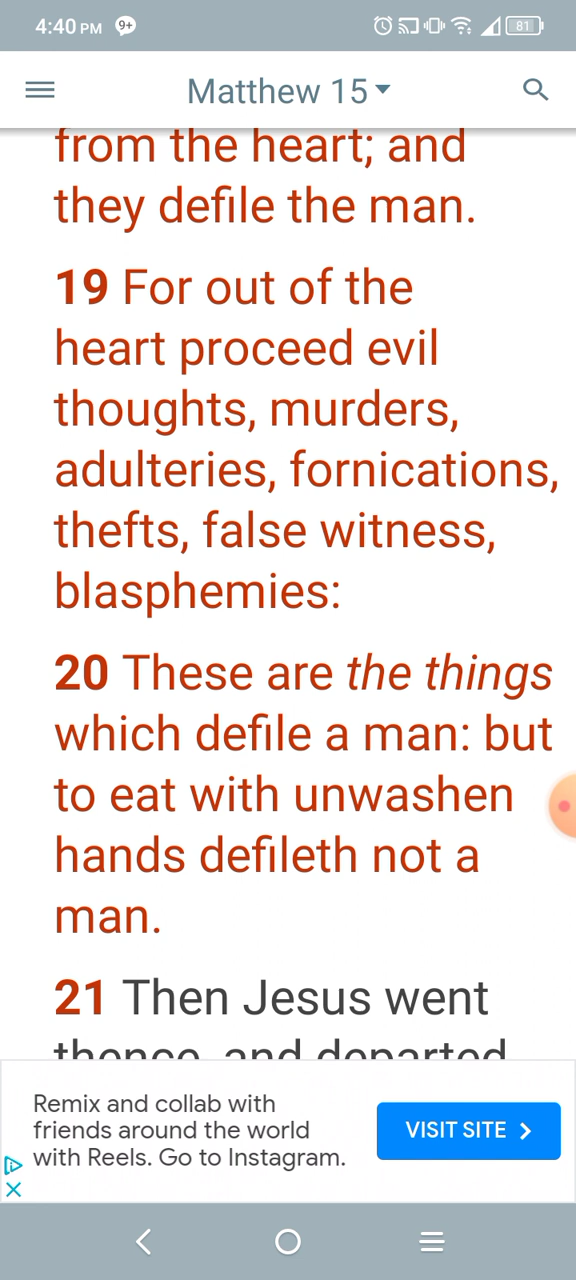 4:40 PM 9+ 81
Matthew 15
from the heart; and
they defile the man.
19 For out of the
heart proceed evil
thoughts, murders,
adulteries, fornications,
thefts, false witness,
blasphemies:
20 These are the things
which defile a man: but
to eat with unwashen
hands defileth not a
man.
21 Then Jesus went
thence, and departed
Remix and collab with
friends around the world
with Reels. Go to Instagram.
VISIT SITE